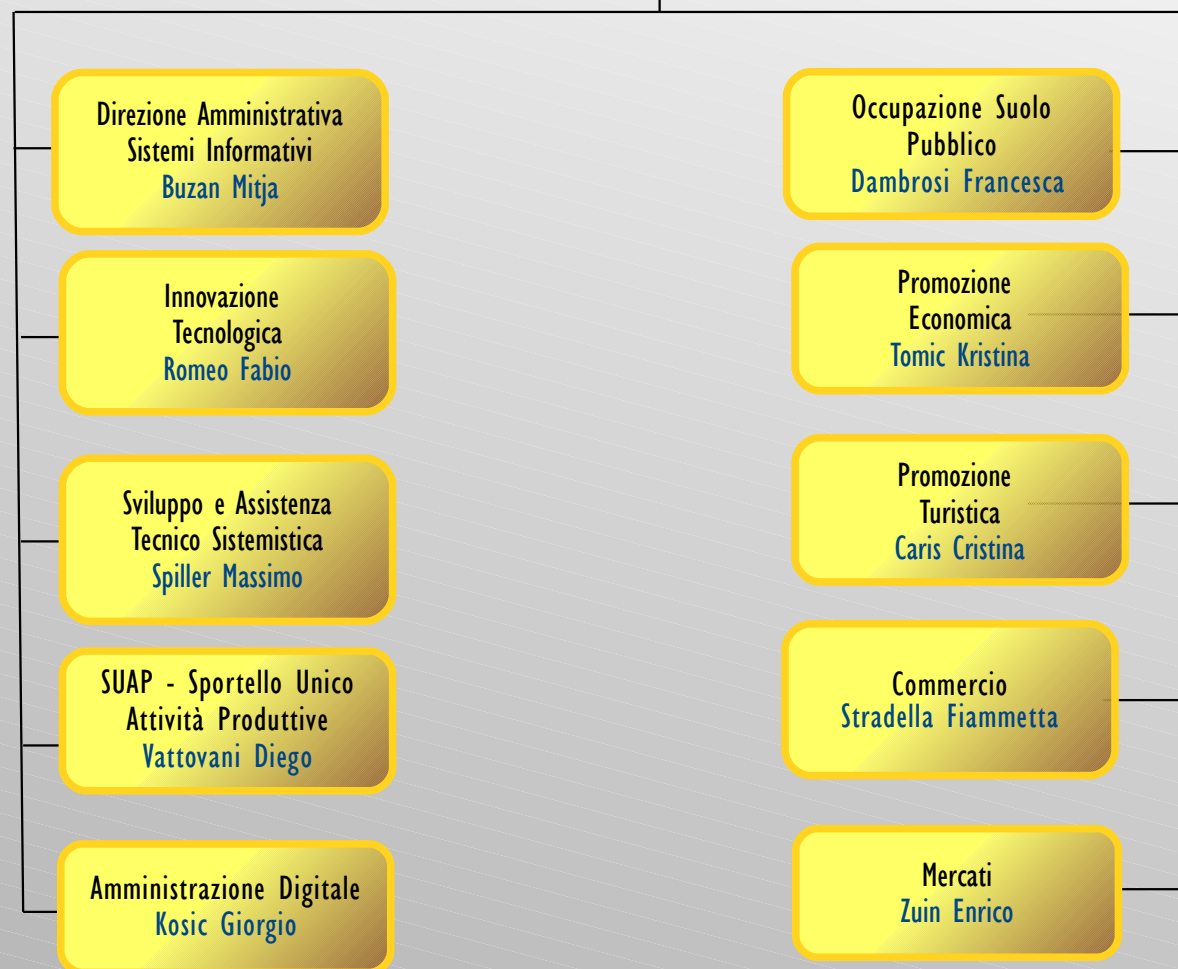 Direzione Amministrativa
Sistemi Informativi
Buzan Mitja
Innovazione
Tecnologica
Romeo Fabio
Sviluppo e Assistenza
Tecnico Sistemistica
Spiller Massimo
SUAP - Sportello Unico
Attività Produttive
Vattovani Diego
Amministrazione Digitale
Kosic Giorgio
Occupazione Suolo
Pubblico
Dambrosi Francesca
Promozione
Economica
Tomic Kristina
Promozione
Turistica
Caris Cristina
Commercio
Stradella Fiammetta
Mercati
Zuin Enrico